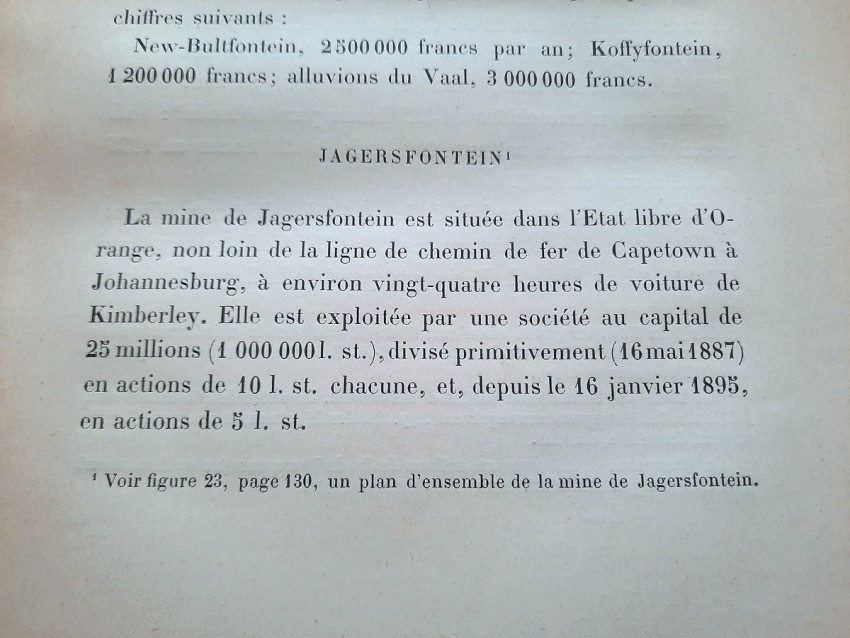 chiffres suivants :
New-Bultfontein, 2 500 000 francs par an; Koffyfontein,
1 200 000 francs; alluvions du Vaal, 3 000 000 francs.
JAGERSFONTEIN¹
La mine de Jagersfontein est située dans l'Etat libre d'O-
range, non loin de la ligne de chemin de fer de Capetown à
Johannesburg, à environ vingt-quatre heures de voiture de
Kimberley. Elle est exploitée par une société au capital de
25 millions (1 000 000 l. st.), divisé primitivement (16 mai 1887)
en actions de 10 l. st. chacune, et, depuis le 16 janvier 1895,
en actions de 5 l. st.
¹ Voir figure 23, page 130, un plan d'ensemble de la mine de Jagersfontein.